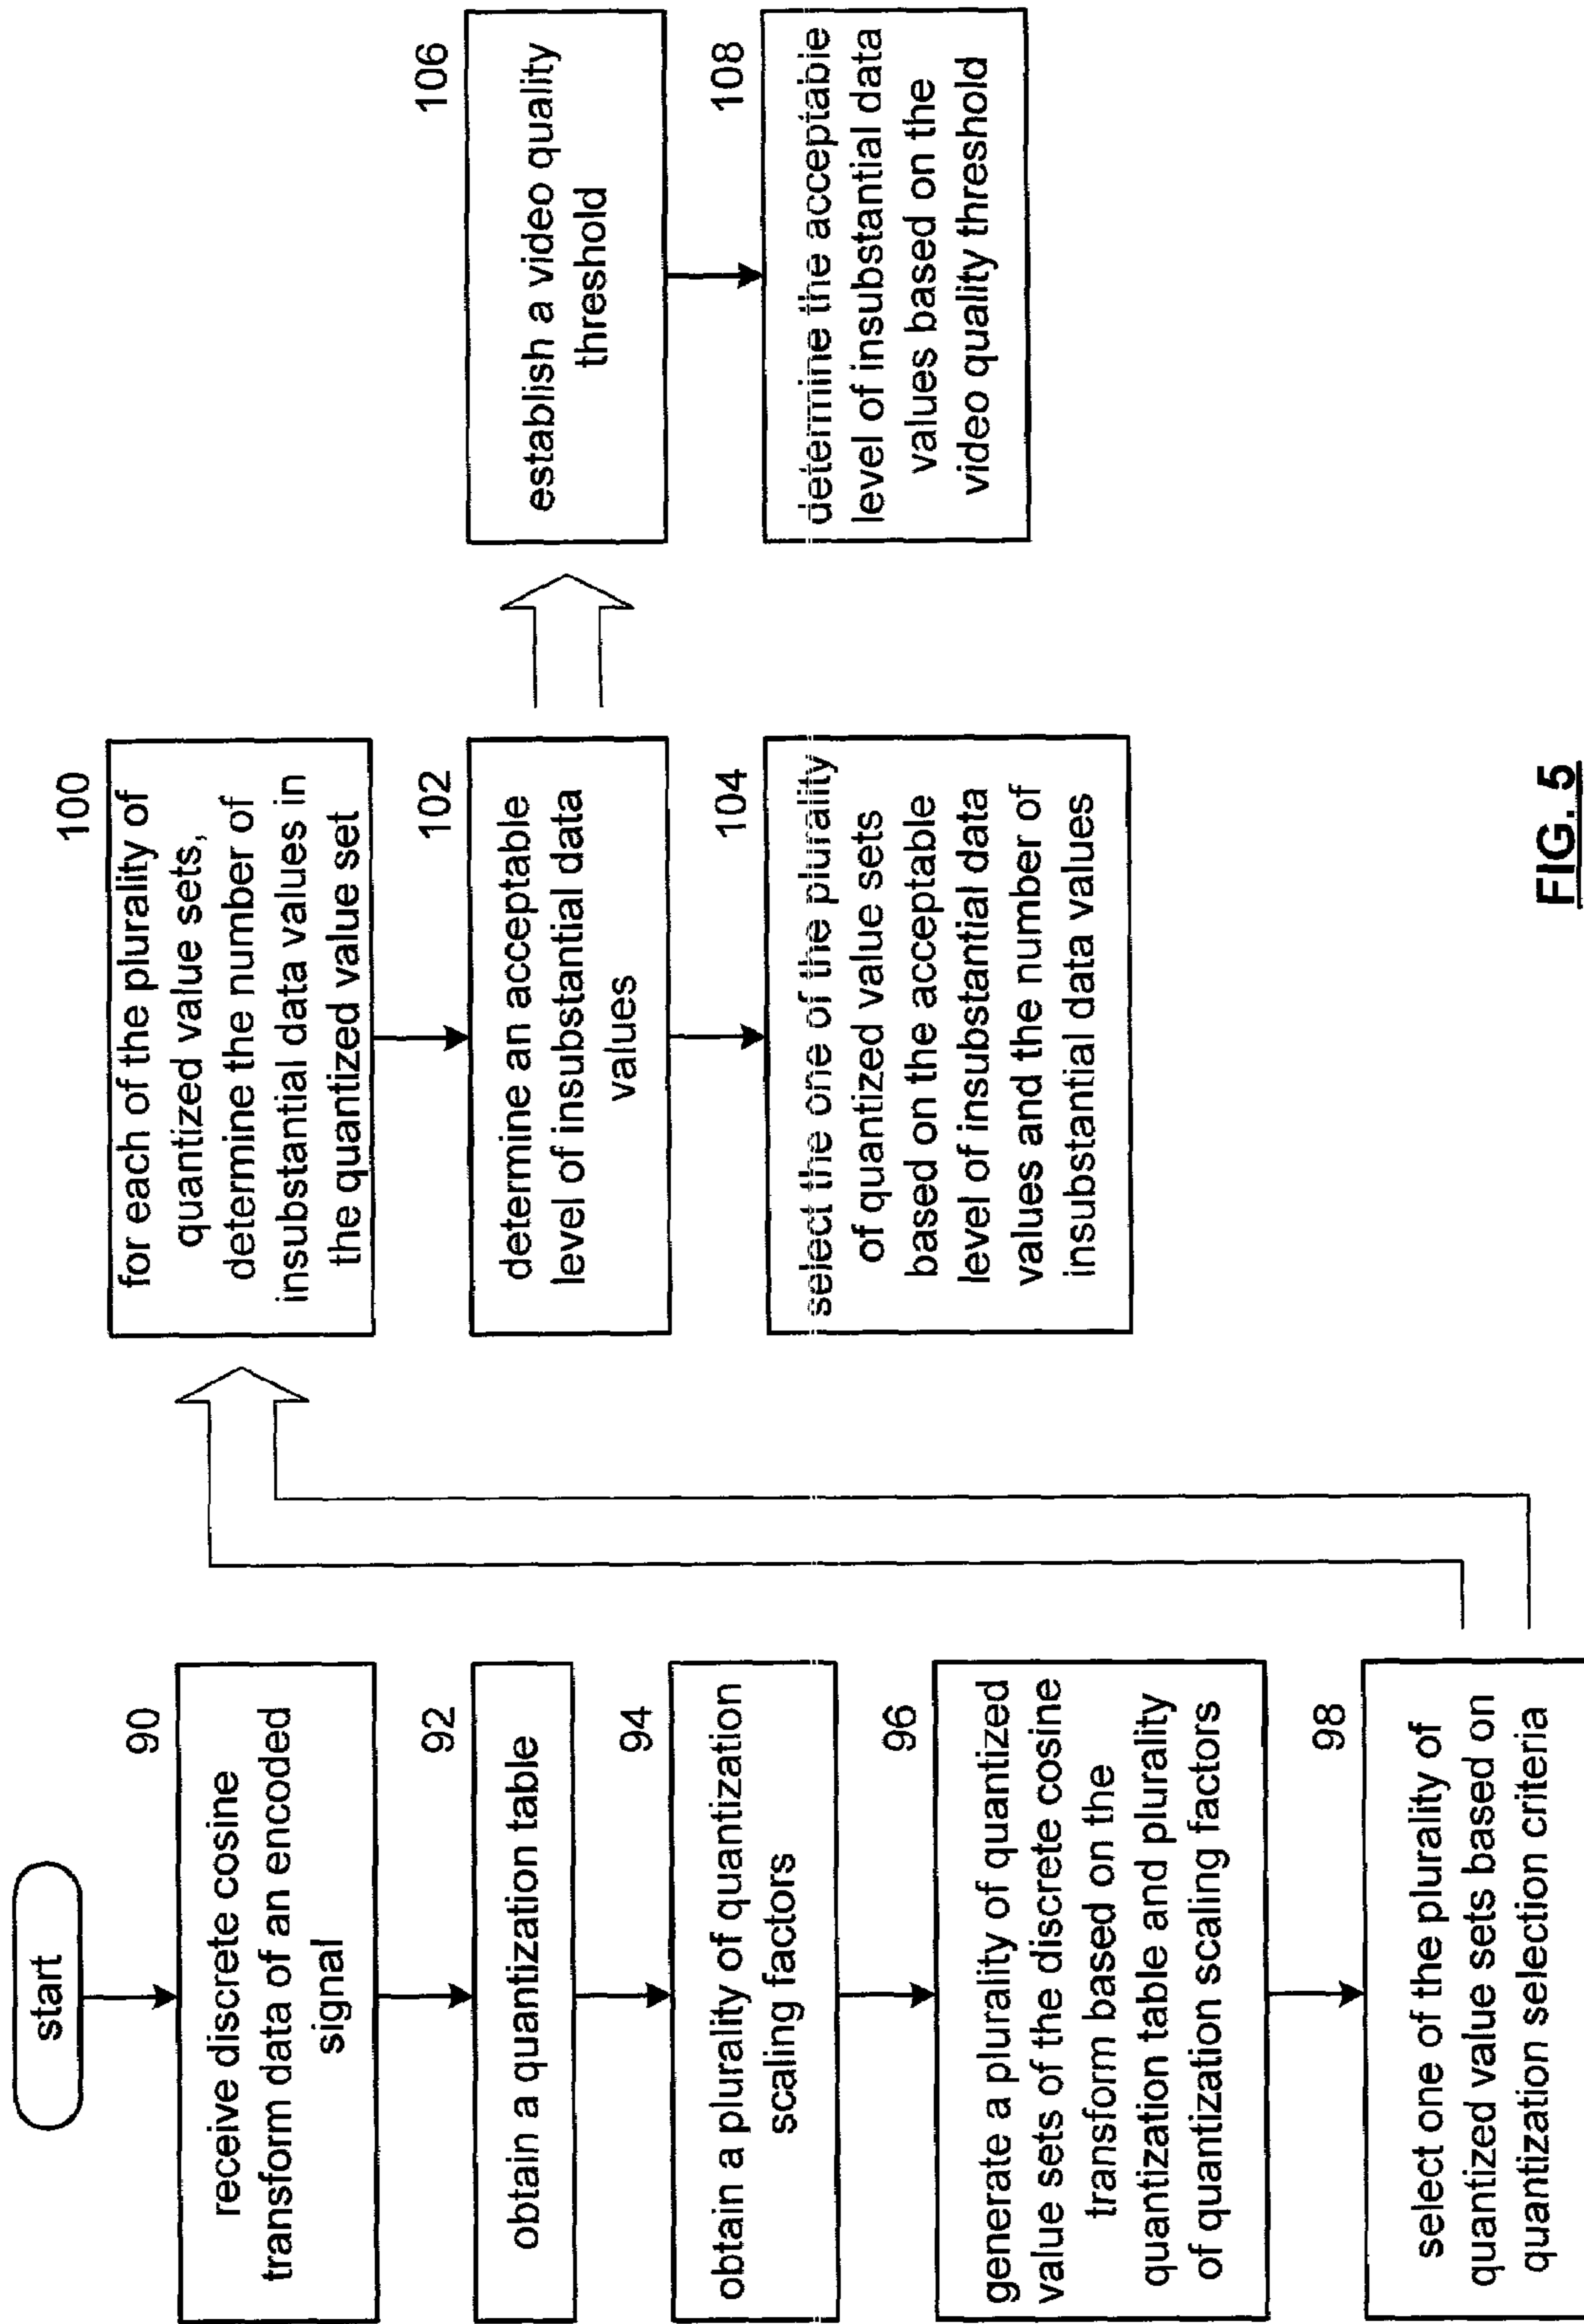 start
90
receive discrete cosine
transform data of an encoded
signal
92
obtain a quantization table
94
obtain a plurality of quantization
scaling factors
96
generate a plurality of quantized
value sets of the discrete cosine
transform based on the
quantization table and plurality
of quantization scaling factors
98
select one of the plurality of
quantized value sets based on
quantization selection criteria
100
for each of the plurality of
quantized value sets,
determine the number of
insubstantial data values in
the quantized value set
102
determine an acceptable
level of insubstantial data
values
104
select the one of the plurality
of quantized value sets
based on the acceptable
level of insubstantial data
values and the number of
insubstantial data values
106
establish a video quality
threshold
108
determine the acceptable
level of insubstantial data
values based on the
video quality threshold
FIG. 5